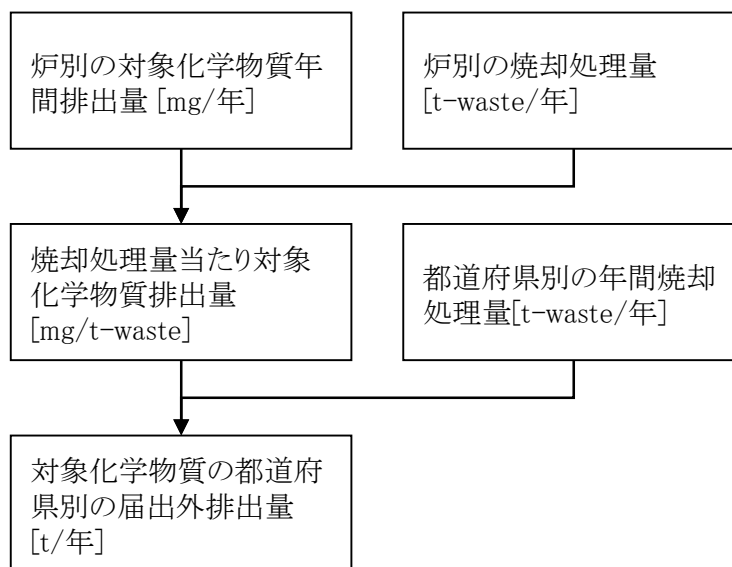 炉別の対象化学物質年
間排出量 [mg/年]
炉別の焼却処理量
[t-waste/年]
焼却処理量当たり対象
化学物質排出量
[mg/t-waste]
都道府県別の年間焼却
処理量[t-waste/年]
対象化学物質の都道府
県別の届出外排出量
[t/年]